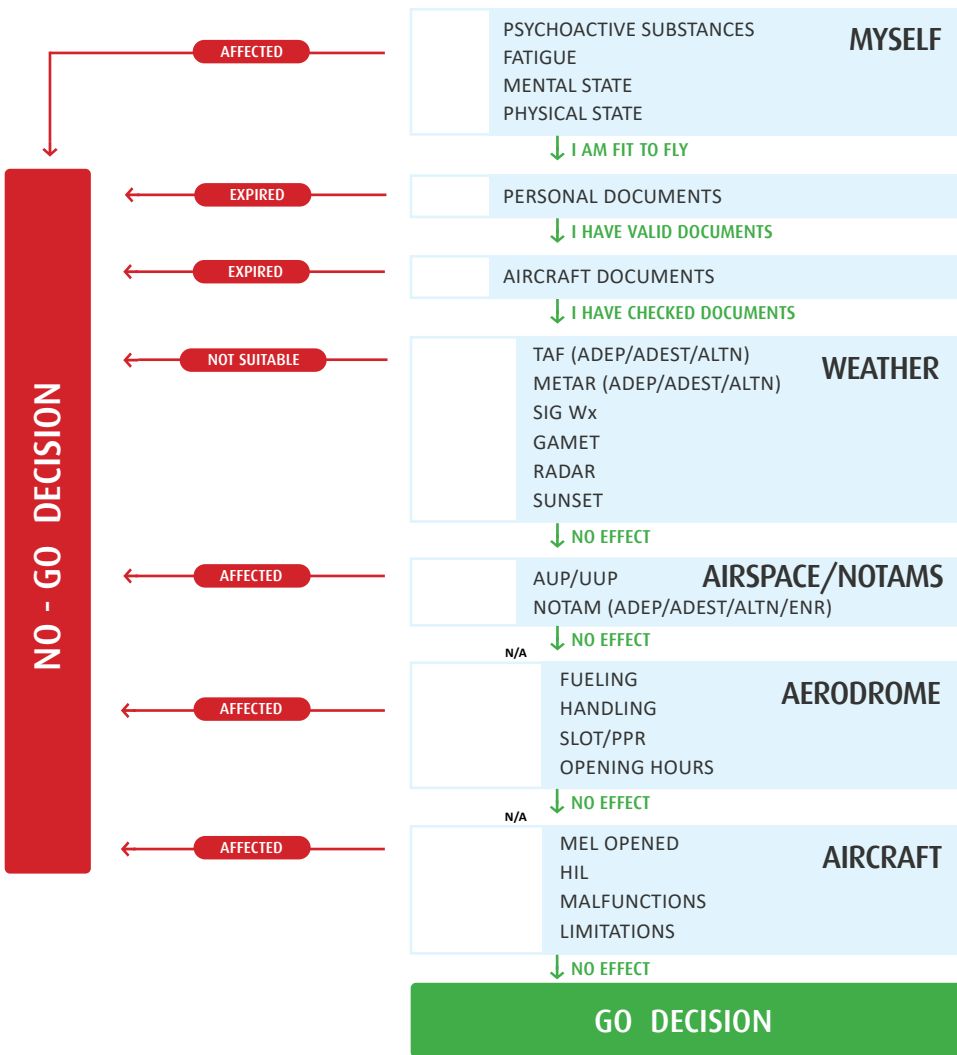 PSYCHOACTIVE SUBSTANCES
MYSELF
AFFECTED
FATIGUE
MENTAL STATE
PHYSICAL STATE
I AM FIT TO FLY
EXPIRED
PERSONAL DOCUMENTS
I HAVE VALID DOCUMENTS
EXPIRED
AIRCRAFT DOCUMENTS
I HAVE CHECKED DOCUMENTS
NOT SUITABLE
TAF (ADEP/ADEST/ALTN)
WEATHER
METAR (ADEP/ADEST/ALTN)
SIG Wx
GAMET
RADAR
SUNSET
NO EFFECT
NO - GO DECISION
AFFECTED
AUP/UUP
AIRSPACE/NOTAMS
NOTAM (ADEP/ADEST/ALTN/ENR)
NO EFFECT
N/A
FUELING
AERODROME
AFFECTED
HANDLING
SLOT/PPR
OPENING HOURS
NO EFFECT
N/A
AFFECTED
MEL OPENED
AIRCRAFT
HIL
MALFUNCTIONS
LIMITATIONS
NO EFFECT
GO DECISION